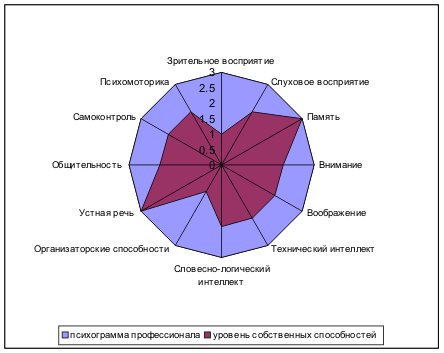 Зрительное восприятие
Психомоторика
3
Слуховое восприятие
2.5
Самоконтроль
2
Память
1.5
1
Общительность
0.5
0
Внимание
Устная речь
Воображение
Организаторские способности
Технический интеллект
Словесно-логический
интеллект
психограмма профессионала
уровень собственных способностей